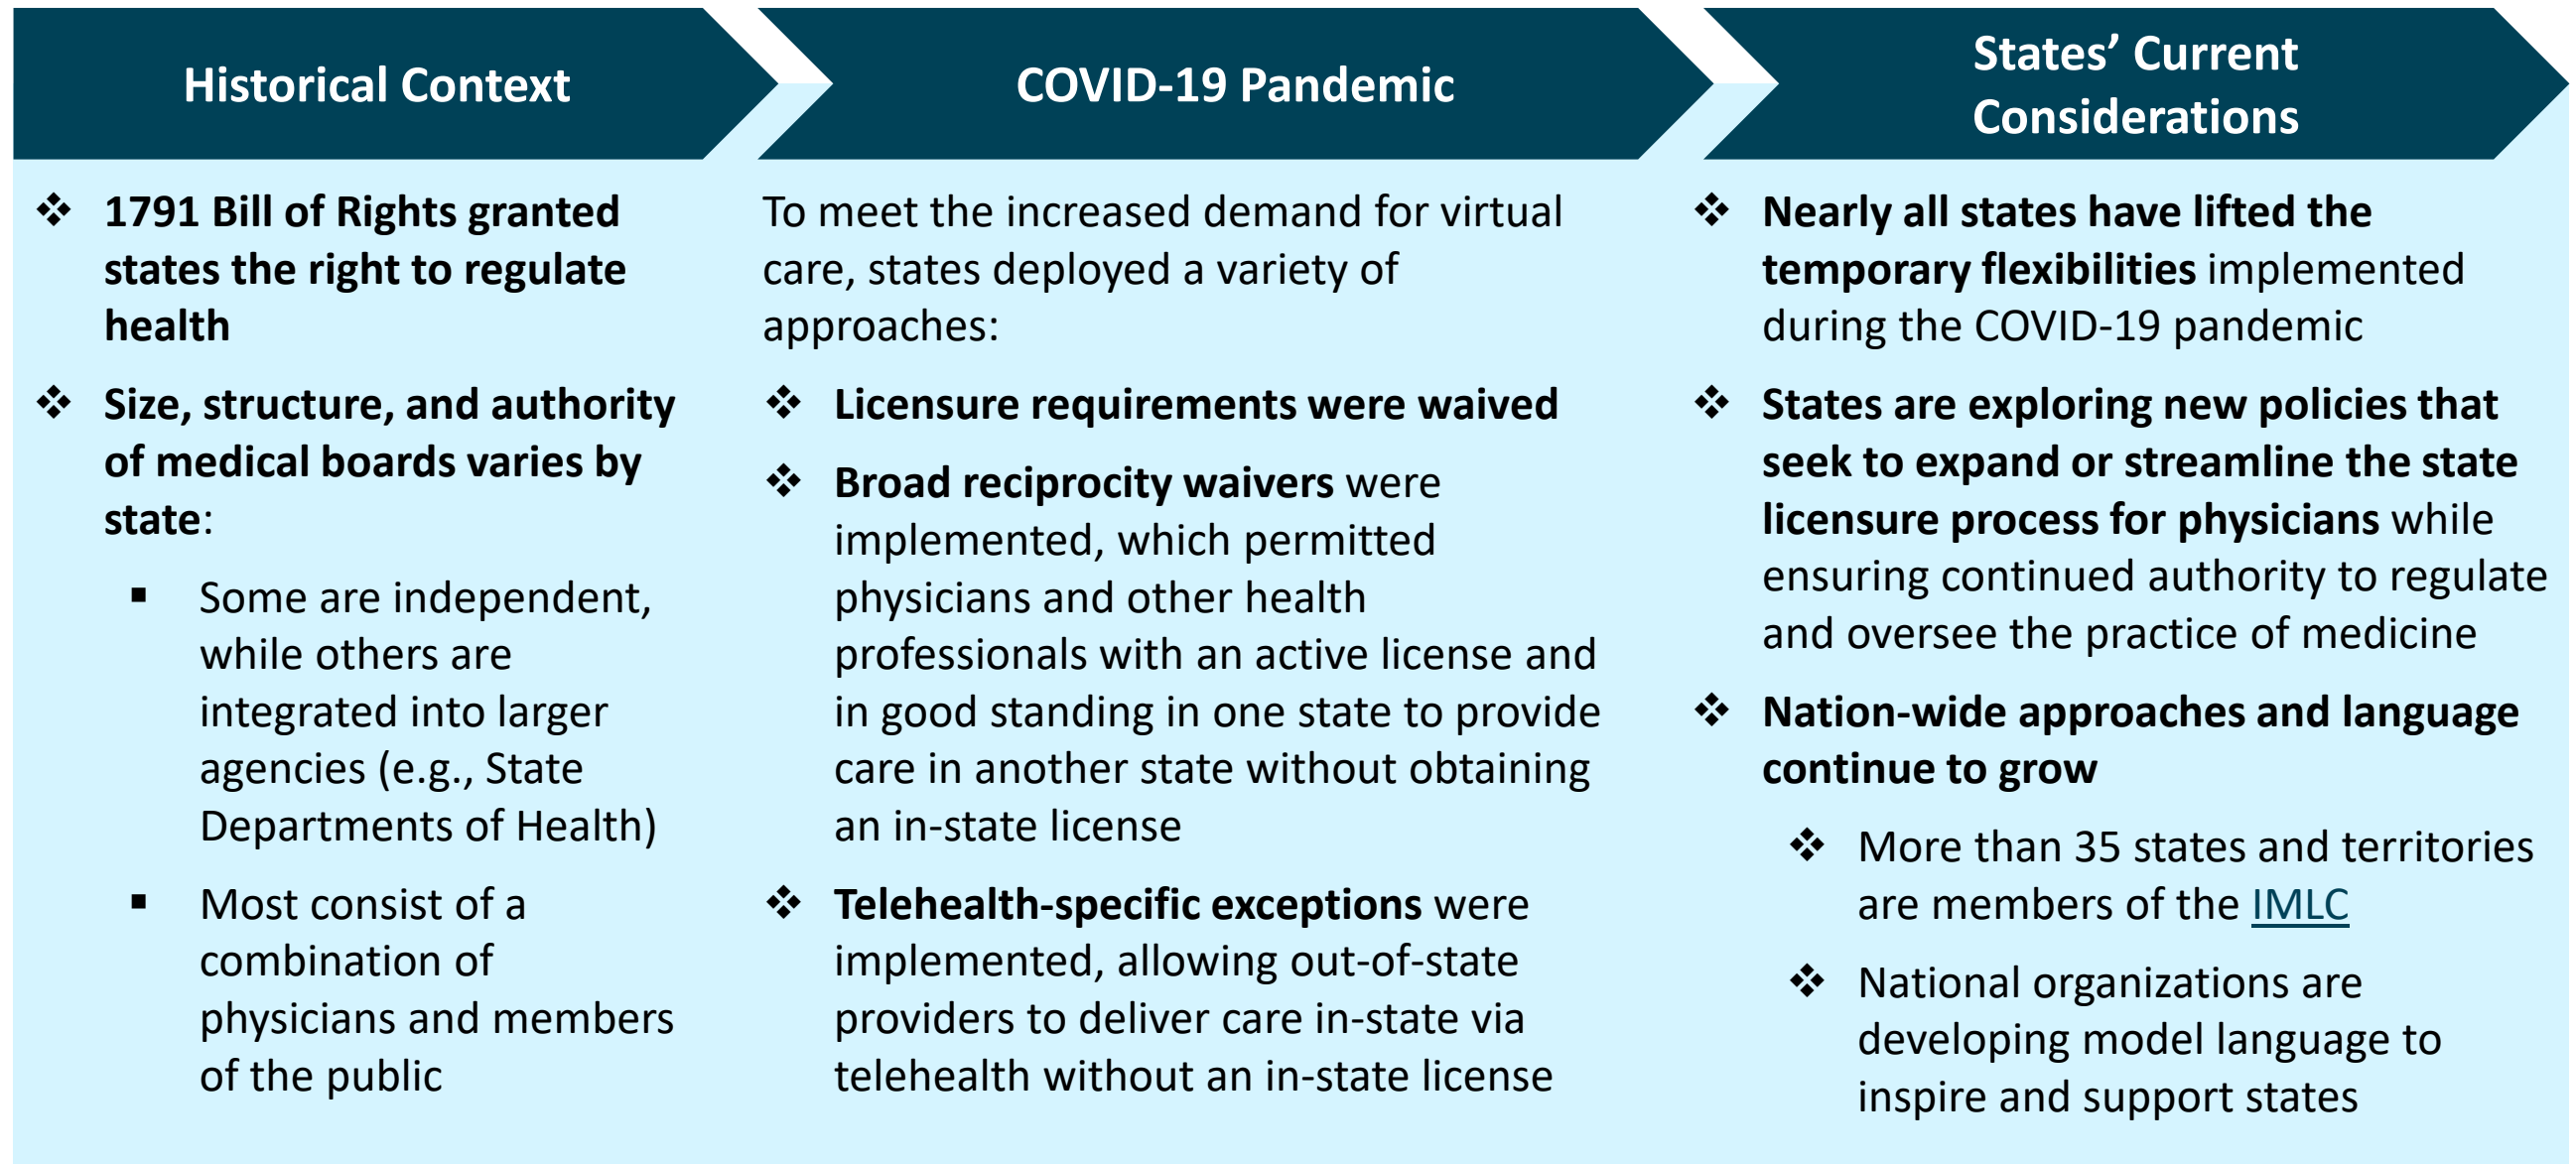 Historical Context
1791 Bill of Rights granted
states the right to regulate
health
Size, structure, and authority
of medical boards varies by
state:
Some are independent,
while others are
integrated into larger
agencies (e.g., State
Departments of Health)
Most consist of a
combination of
physicians and members
of the public
COVID-19 Pandemic
To meet the increased demand for virtual
care, states deployed a variety of
approaches:
Licensure requirements were waived
Broad reciprocity waivers were
implemented, which permitted
physicians and other health
professionals with an active license and
in good standing in one state to provide
care in another state without obtaining
an in-state license
Telehealth-specific exceptions were
implemented, allowing out-of-state
providers to deliver care in-state via
telehealth without an in-state license
States’ Current
Considerations
Nearly all states have lifted the
temporary flexibilities implemented
during the COVID-19 pandemic
States are exploring new policies that
seek to expand or streamline the state
licensure process for physicians while
ensuring continued authority to regulate
and oversee the practice of medicine
Nation-wide approaches and language
continue to grow
More than 35 states and territories
are members of the IMLC
National organizations are
developing model language to
inspire and support states